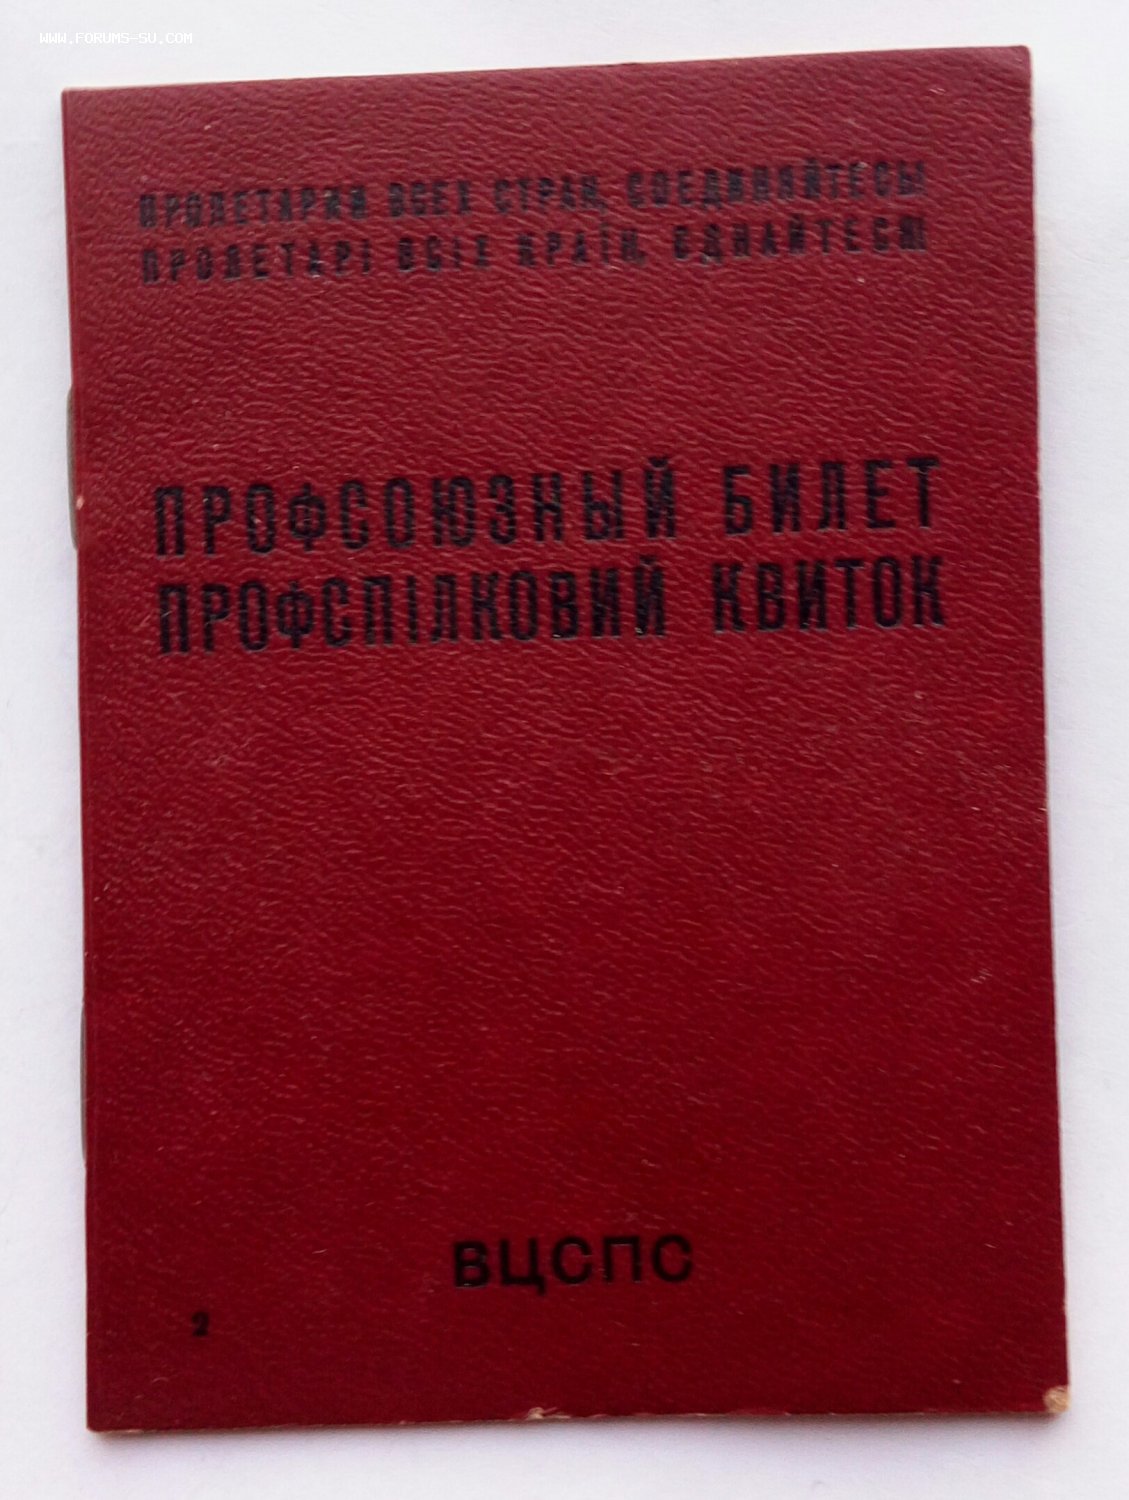 WWW.FORUMS-SU.COM
ПРОЛЕТАРИИ ВСЕХ СТРАН, СОЕДИНЯЙТЕСЬ!
ПРОЛЕТАРІ ВСІХ КРАЇН, ЄДНАЙТЕСЯ!
ПРОФСОЮЗНЫЙ БИЛЕТ
ПРОФСПІЛКОВИЙ КВИТОК
ВЦСПС
2